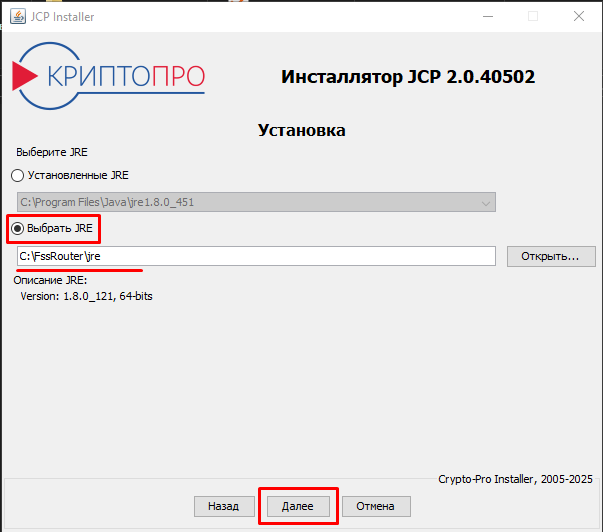 JCP Installer
КРИПТОПРО
Инсталлятор JCP 2.0.40502
Установка
Выберите JRE
Установленные JRE
C:\Program Files\Java\jre1.8.0_451
Выбрать JRE
C:\FssRouter\jre
Открыть...
Описание JRE:
Version: 1.8.0_121, 64-bits
Crypto-Pro Installer, 2005-2025
Назад
Далее
Отмена